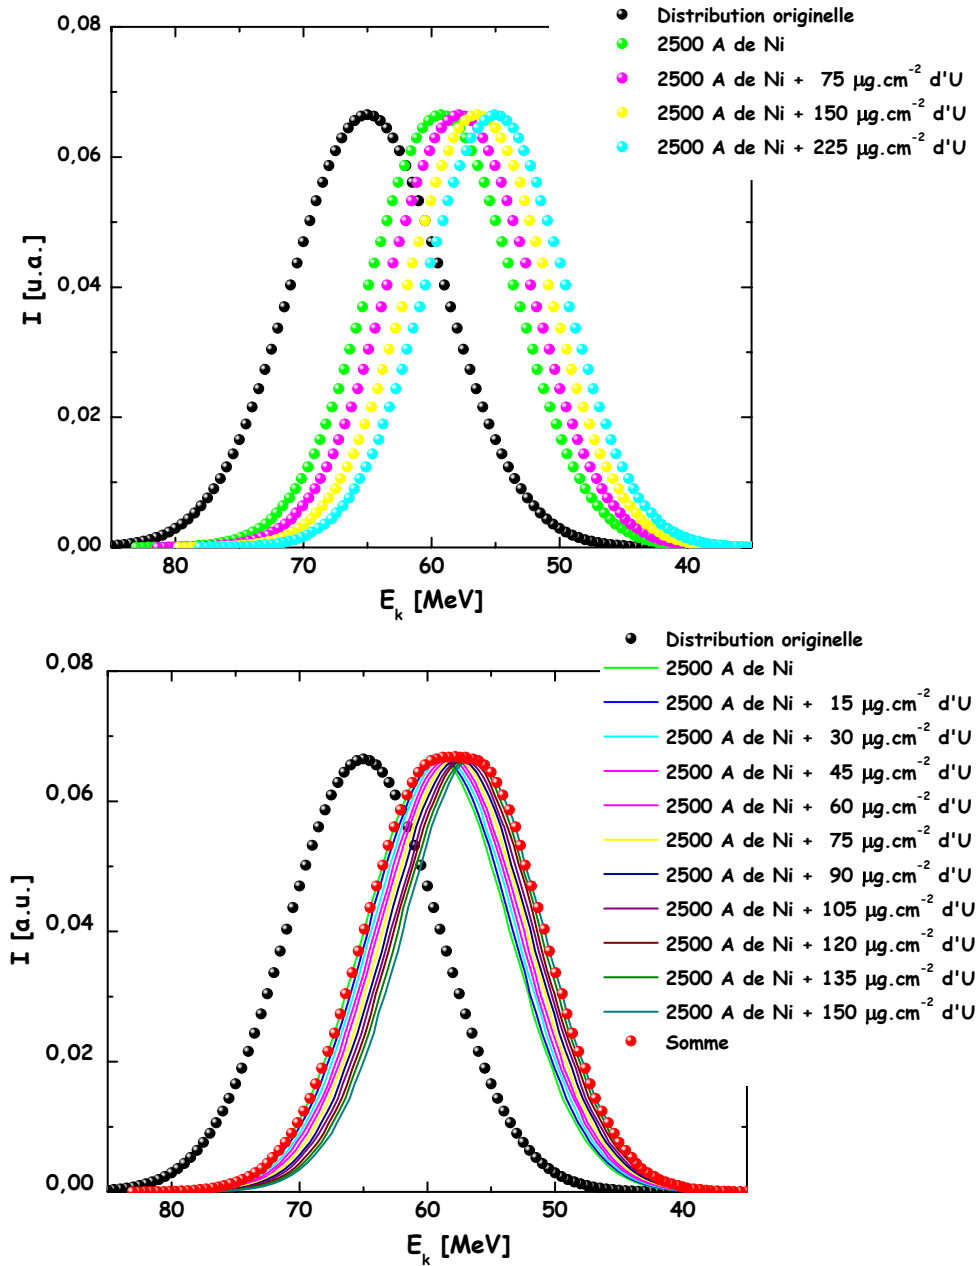 0,08
0,06
0,04
0,02
0,00
I [u.a.]
80 70 60 50 40
E_k [MeV]
Distribution originelle
2500 A de Ni
2500 A de Ni + 75 μg.cm⁻² d'U
2500 A de Ni + 150 μg.cm⁻² d'U
2500 A de Ni + 225 μg.cm⁻² d'U
0,08
0,06
0,04
0,02
0,00
I [a.u.]
80 70 60 50 40
E_k [MeV]
Distribution originelle
2500 A de Ni
2500 A de Ni + 15 μg.cm⁻² d'U
2500 A de Ni + 30 μg.cm⁻² d'U
2500 A de Ni + 45 μg.cm⁻² d'U
2500 A de Ni + 60 μg.cm⁻² d'U
2500 A de Ni + 75 μg.cm⁻² d'U
2500 A de Ni + 90 μg.cm⁻² d'U
2500 A de Ni + 105 μg.cm⁻² d'U
2500 A de Ni + 120 μg.cm⁻² d'U
2500 A de Ni + 135 μg.cm⁻² d'U
2500 A de Ni + 150 μg.cm⁻² d'U
Somme